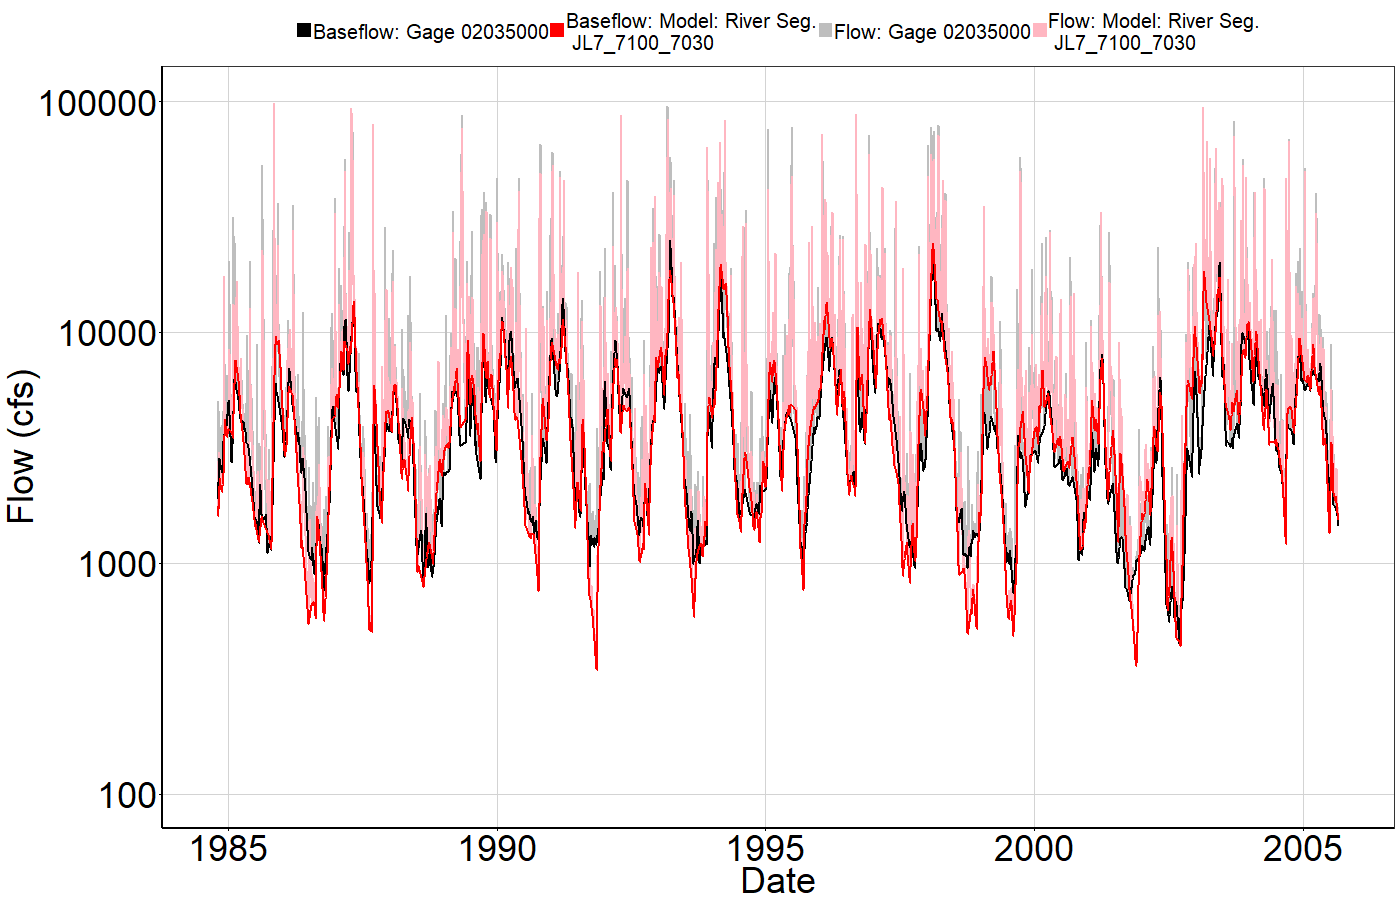 Baseflow: Gage 02035000
Baseflow: Model: River Seg.
JL7_7100_7030
Flow: Gage 02035000
Flow: Model: River Seg.
JL7_7100_7030
Flow (cfs)
100000
10000
1000
100
1985
1990
1995
2000
2005
Date